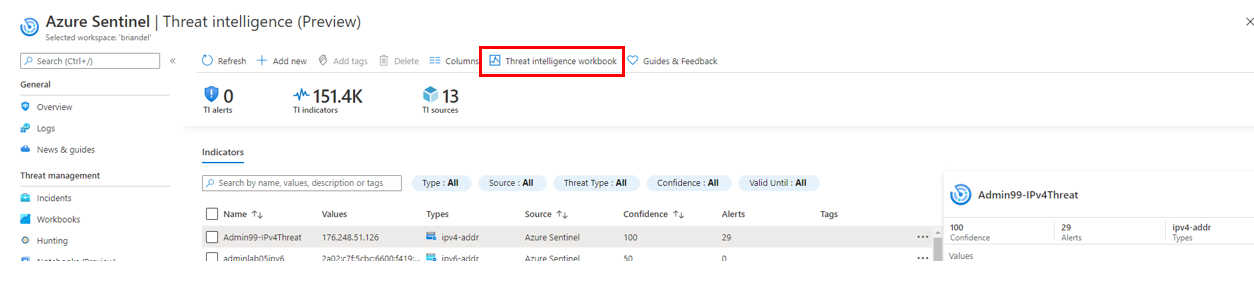 Azure Sentinel | Threat intelligence (Preview)
Selected workspace: 'briandel'
Search (Ctrl+/)
«
General
Overview
Logs
News & guides
Threat management
Incidents
Workbooks
Hunting
Notebooks (Preview)
Refresh Add new Add tags Delete Columns Threat intelligence workbook Guides & Feedback
0 151.4K 13
TI alerts TI indicators TI sources
Indicators
Search by name, values, description or tags Type : All Source : All Threat Type : All Confidence : All Valid Until : All
Name ↑↓ Values Types Source ↑↓ Confidence ↑↓ Alerts Tags
Admin99-IPv4Threat 176.248.51.126 ipv4-addr Azure Sentinel 100 29 ...
adminlab05ipv6 2a02:c7f:5cbc:6600:f419:... ipv6-addr Azure Sentinel 50 0 ...
Admin99-IPv4Threat
100 29 ipv4-addr
Confidence Alerts Types
Values